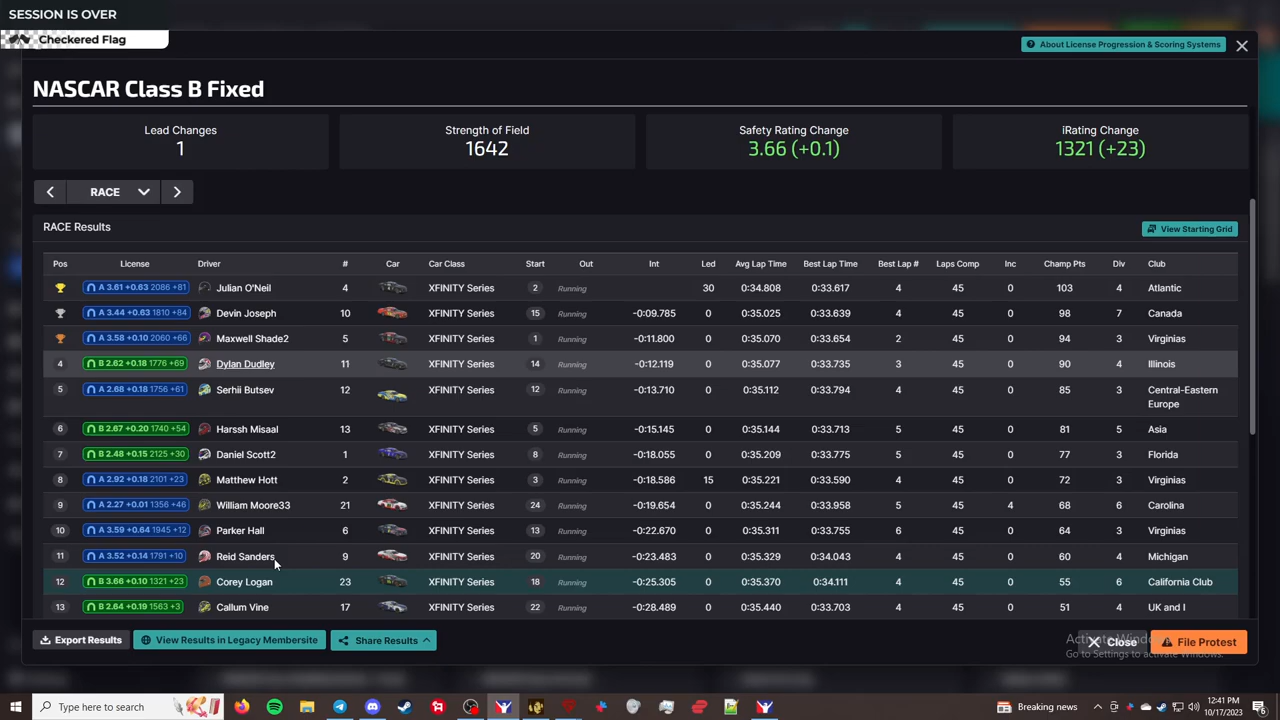 SESSION IS OVER
Checkered Flag
About License Progression & Scoring Systems
NASCAR Class B Fixed
Lead Changes Strength of Field Safety Rating Change iRating Change
1 1642 3.66 (+0.1) 1321 (+23)
RACE
RACE Results View Starting Grid
Pos License Driver # Car Car Class Start Out Int Led Avg Lap Time Best Lap Time Best Lap # Laps Comp Inc Champ Pts Div Club
A 3.61 +0.63 2086 +81 Julian O'Neil 4 XFINITY Series 2 Running 30 0:34.808 0:33.617 4 45 0 103 4 Atlantic
A 3.44 +0.63 1810 +84 Devin Joseph 10 XFINITY Series 15 Running -0:09.785 0 0:35.025 0:33.639 4 45 0 98 7 Canada
A 3.58 +0.10 2060 +66 Maxwell Shade2 5 XFINITY Series 1 Running -0:11.800 0 0:35.070 0:33.654 2 45 0 94 3 Virginias
4 B 2.62 +0.18 1776 +69 Dylan Dudley 11 XFINITY Series 14 Running -0:12.119 0 0:35.077 0:33.735 3 45 0 90 4 Illinois
5 A 2.68 +0.18 1756 +61 Serhii Butsev 12 XFINITY Series 12 Running -0:13.710 0 0:35.112 0:33.794 4 45 0 85 3 Central-Eastern
Europe
6 B 2.67 +0.20 1740 +54 Harssh Misaal 13 XFINITY Series 5 Running -0:15.145 0 0:35.144 0:33.713 5 45 0 81 5 Asia
7 B 2.48 +0.15 2125 +30 Daniel Scott2 1 XFINITY Series 8 Running -0:18.055 0 0:35.209 0:33.775 5 45 0 77 3 Florida
8 A 2.92 +0.18 2101 +23 Matthew Hott 2 XFINITY Series 3 Running -0:18.586 15 0:35.221 0:33.590 4 45 0 72 3 Virginias
9 A 2.27 +0.01 1356 +46 William Moore33 21 XFINITY Series 24 Running -0:19.654 0 0:35.244 0:33.958 5 45 4 68 6 Carolina
10 A 3.59 +0.64 1945 +12 Parker Hall 6 XFINITY Series 13 Running -0:22.670 0 0:35.311 0:33.755 6 45 0 64 3 Virginias
11 A 3.52 +0.14 1791 +10 Reid Sanders 9 XFINITY Series 20 Running -0:23.483 0 0:35.329 0:34.043 4 45 0 60 4 Michigan
12 B 3.66 +0.10 1321 +23 Corey Logan 23 XFINITY Series 18 Running -0:25.305 0 0:35.370 0:34.111 4 45 0 55 6 California Club
13 B 2.64 +0.19 1563 +3 Callum Vine 17 XFINITY Series 22 Running -0:28.489 0 0:35.440 0:33.703 4 45 0 51 4 UK and I
Export Results View Results in Legacy Membersite Share Results Close File Protest
Activate Windows
Go to Settings to activate Windows.
Type here to search Breaking news 12:41 PM
10/17/2023